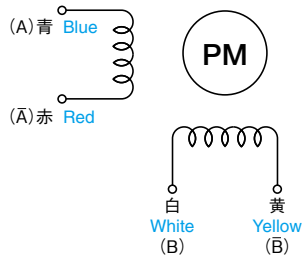 (A) 青 Blue
PM
(Ā) 赤 Red
白 黄
White Yellow
(B) (B̄)